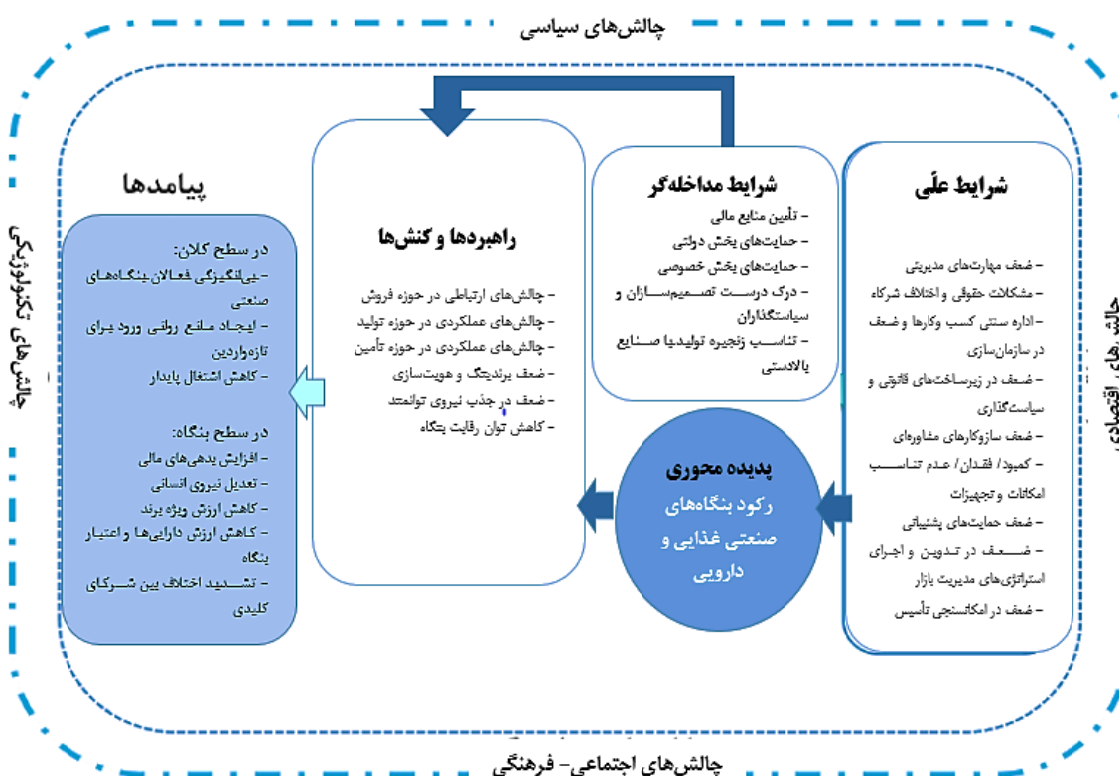 چالش‌های سیاسی
چالش‌های اقتصادی
شرایط علّی
- ضعف مهارت‌های مدیریتی
- مشکلات حقوقی و اختلاف شرکاء
- اداره سنتی کسب وکارها و ضعف
در سازمان‌سازی
- ضعف در زیرساخت‌های قانونی و
سیاست‌گذاری
- ضعف سازوکارهای مشاوره‌ای
- کمبود/ فقدان/ عدم تناسب
امکانات و تجهیزات
- ضعف حمایت‌های پشتیبانی
- ضعف در تدوین و اجرای
استراتژی‌های مدیریت بازار
- ضعف در امکانسنجی تأسیس
شرایط مداخله‌گر
- تأمین منابع مالی
- حمایت‌های بخش دولتی
- حمایت‌های بخش خصوصی
- درک درست تصمیم‌سازان و
سیاستگذاران
- تناسب زنجیره تولیدبا صنایع
بالادستی
پدیده محوری
رکود بنگاه‌های
صنعتی غذایی و
دارویی
راهبردها و کنش‌ها
- چالش‌های ارتباطی در حوزه فروش
- چالش‌های عملکردی در حوزه تولید
- چالش‌های عملکردی در حوزه تأمین
- ضعف برندینگ و هویت‌سازی
- ضعف در جذب نیروی توانمند
- کاهش توان رقابت بنگاه
پیامدها
در سطح کلان:
- بی‌انگیزگی فعالان بنگاه‌های
صنعتی
- ایجاد مانع روانی ورود برای
تازه‌واردین
- کاهش اشتغال پایدار
در سطح بنگاه:
- افزایش بدهی‌های مالی
- تعدیل نیروی انسانی
- کاهش ارزش ویژه برند
- کاهش ارزش دارایی‌ها و اعتبار
بنگاه
- تشدید اختلاف بین شرکای
کلیدی
چالش‌های تکنولوژیکی
چالش‌های اجتماعی- فرهنگی